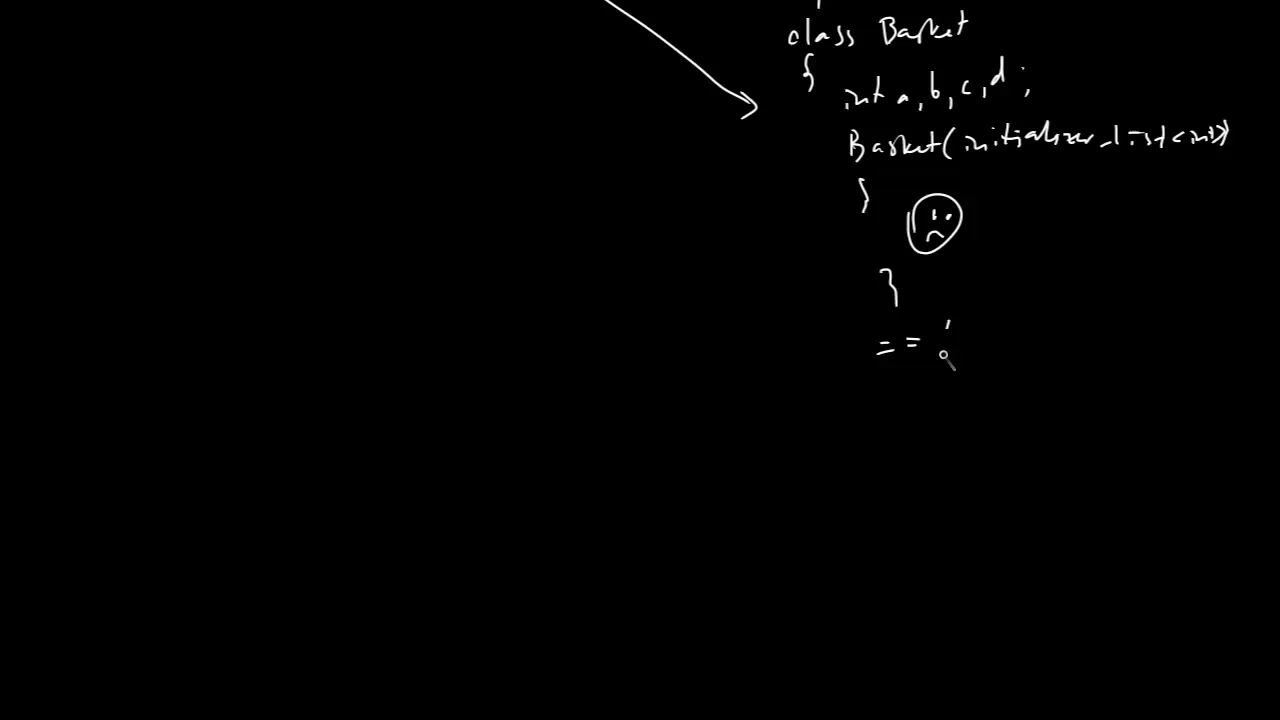 class Basket
{
int a, b, c, d ;
Basket(initializer_list<int>)
}
}
= =